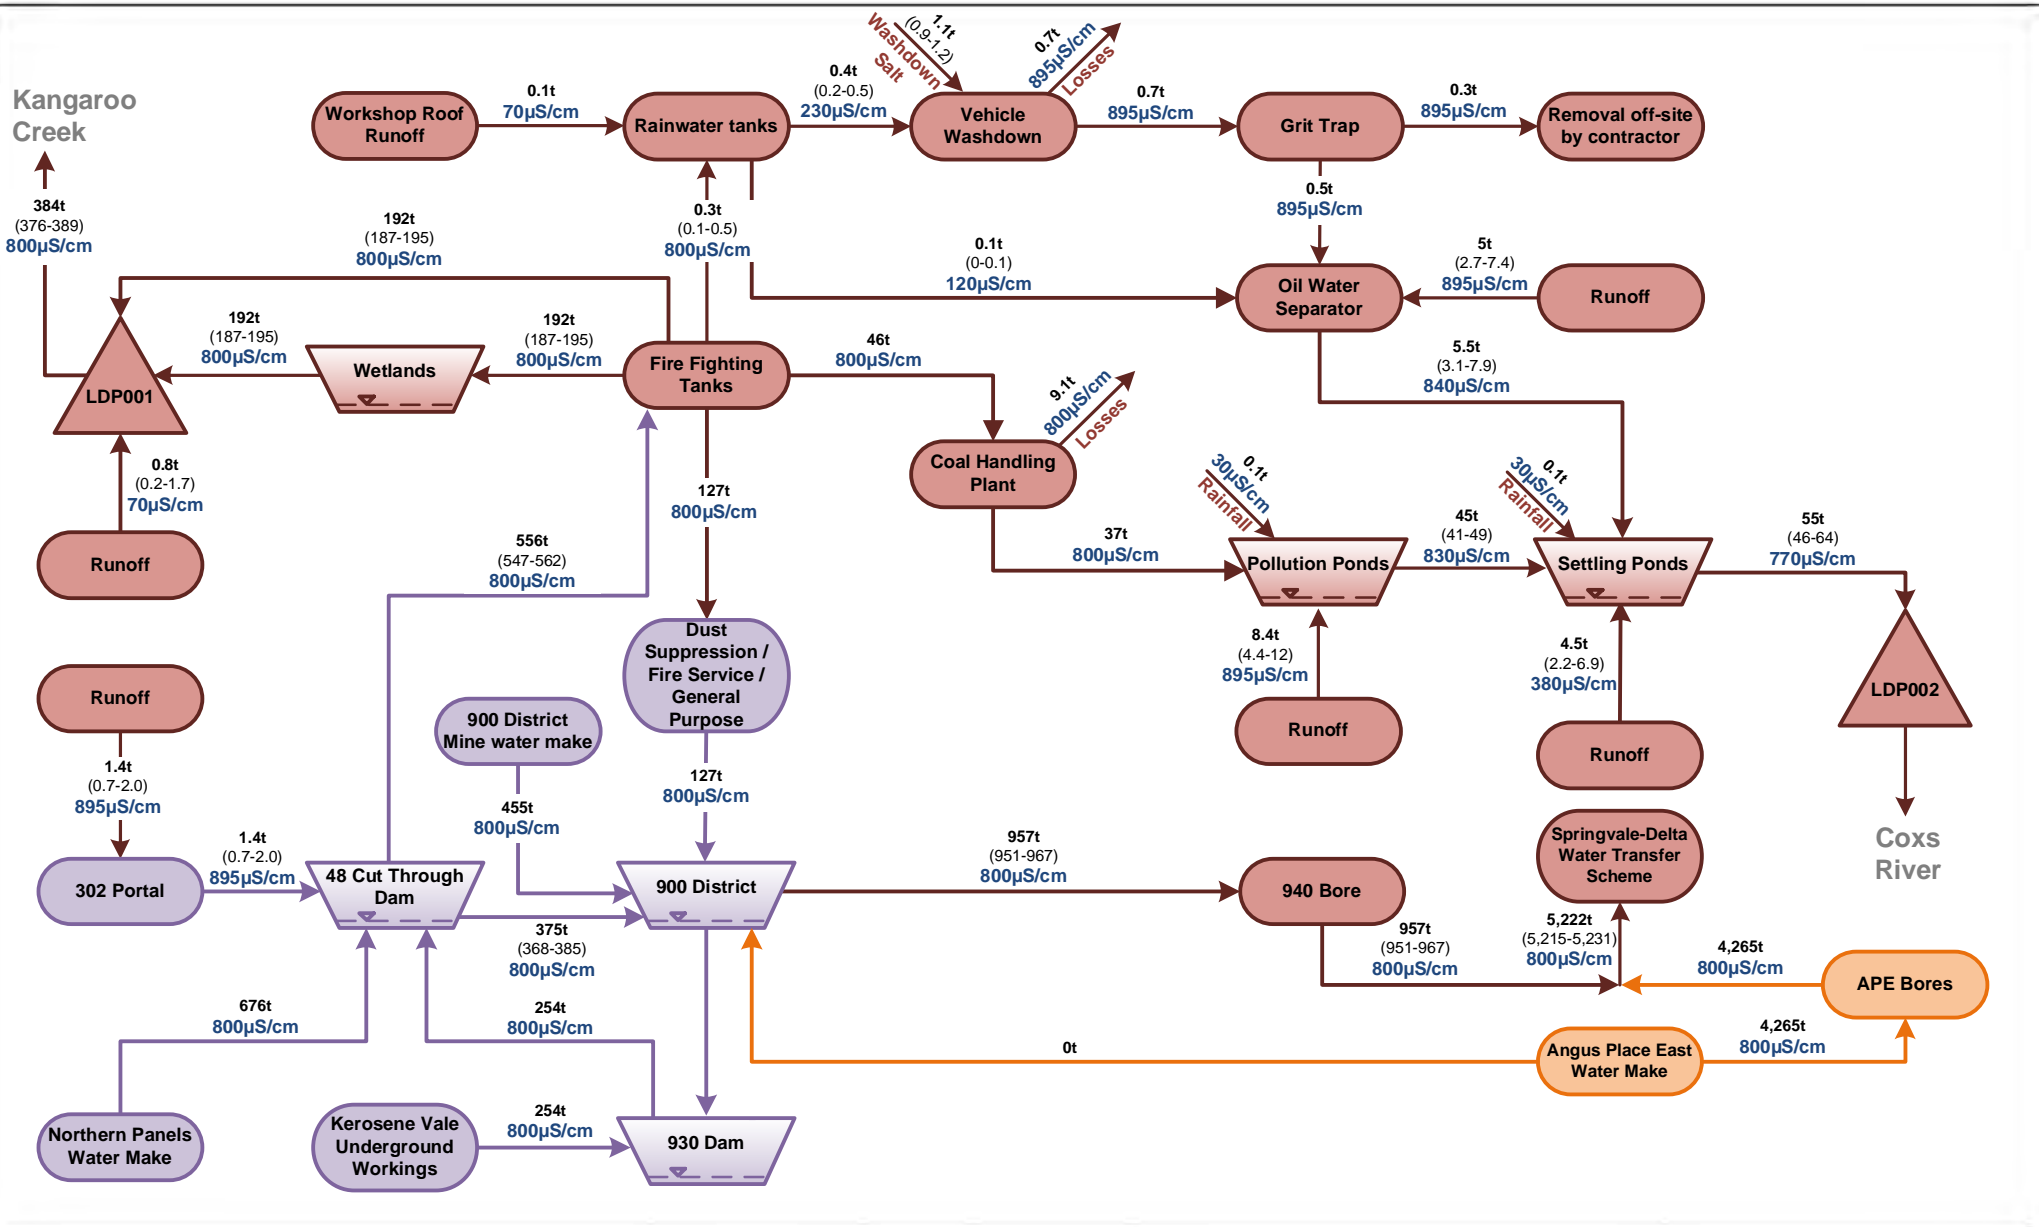 1.1t
(0.9-1.2)
Washdown
Salt
0.7t
895µS/cm
Losses
Kangaroo
Creek
Workshop Roof
Runoff
0.1t
70µS/cm
Rainwater tanks
0.4t
(0.2-0.5)
230µS/cm
Vehicle
Washdown
0.7t
895µS/cm
Grit Trap
0.3t
895µS/cm
Removal off-site
by contractor
384t
(376-389)
800µS/cm
192t
(187-195)
800µS/cm
0.3t
(0.1-0.5)
800µS/cm
0.1t
(0-0.1)
120µS/cm
0.5t
895µS/cm
Oil Water
Separator
5t
(2.7-7.4)
895µS/cm
Runoff
LDP001
192t
(187-195)
800µS/cm
Wetlands
192t
(187-195)
800µS/cm
Fire Fighting
Tanks
46t
800µS/cm
9.1t
800µS/cm
Losses
5.5t
(3.1-7.9)
840µS/cm
Coal Handling
Plant
0.8t
(0.2-1.7)
70µS/cm
Runoff
127t
800µS/cm
556t
(547-562)
800µS/cm
37t
800µS/cm
0.1t
30µS/cm
Rainfall
Pollution Ponds
45t
(41-49)
830µS/cm
0.1t
30µS/cm
Rainfall
Settling Ponds
55t
(46-64)
770µS/cm
8.4t
(4.4-12)
895µS/cm
Runoff
4.5t
(2.2-6.9)
380µS/cm
Runoff
LDP002
Coxs
River
Dust
Suppression /
Fire Service /
General
Purpose
Runoff
1.4t
(0.7-2.0)
895µS/cm
302 Portal
1.4t
(0.7-2.0)
895µS/cm
48 Cut Through
Dam
900 District
Mine water make
455t
800µS/cm
127t
800µS/cm
900 District
375t
(368-385)
800µS/cm
957t
(951-967)
800µS/cm
940 Bore
957t
(951-967)
800µS/cm
Springvale-Delta
Water Transfer
Scheme
5,222t
(5,215-5,231)
800µS/cm
4,265t
800µS/cm
APE Bores
676t
800µS/cm
254t
800µS/cm
0t
Angus Place East
Water Make
4,265t
800µS/cm
Northern Panels
Water Make
Kerosene Vale
Underground
Workings
254t
800µS/cm
930 Dam